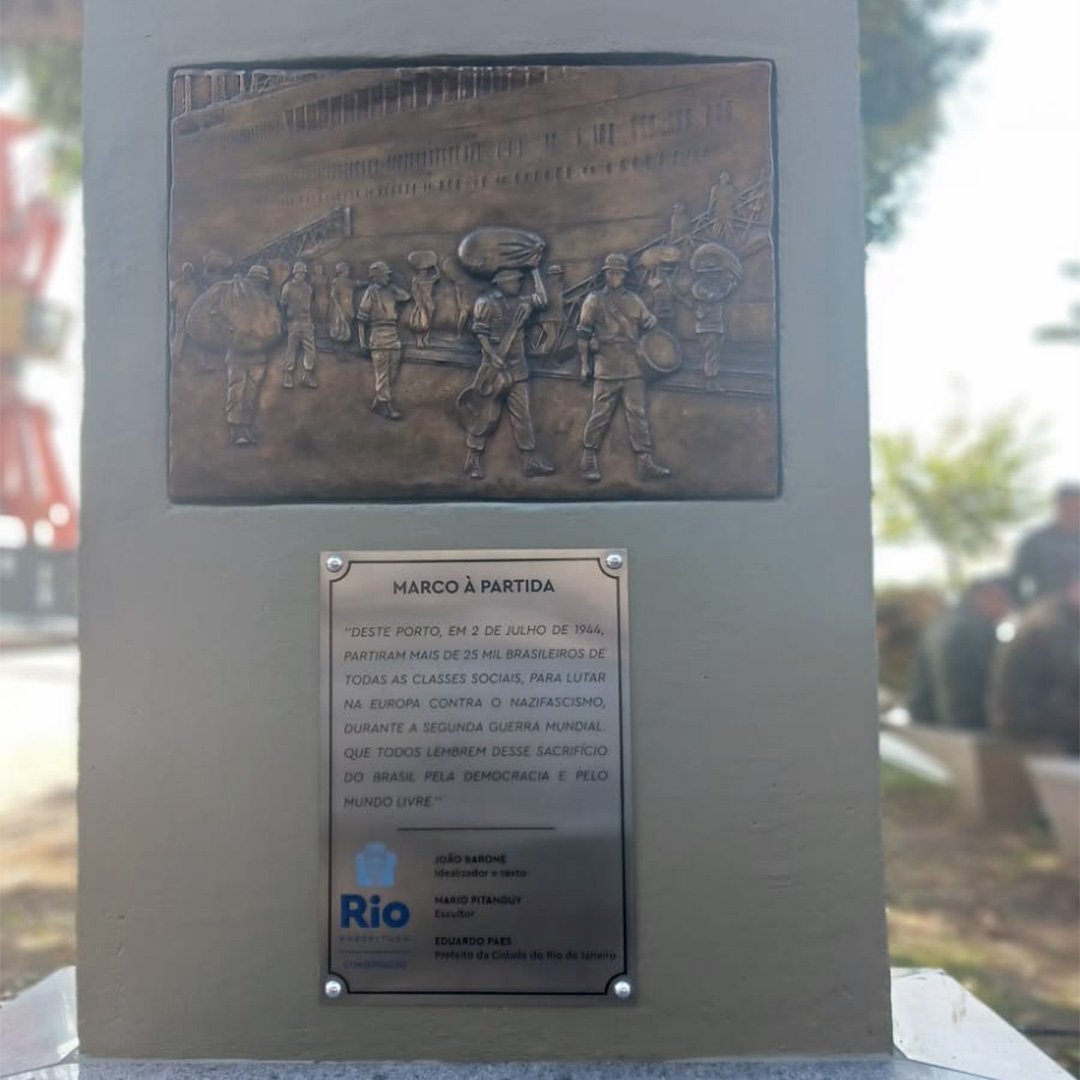 MARCO À PARTIDA
"DESTE PORTO, EM 2 DE JULHO DE 1944,
PARTIRAM MAIS DE 25 MIL BRASILEIROS DE
TODAS AS CLASSES SOCIAIS, PARA LUTAR
NA EUROPA CONTRA O NAZIFASCISMO,
DURANTE A SEGUNDA GUERRA MUNDIAL.
QUE TODOS LEMBREM DESSE SACRIFÍCIO
DO BRASIL PELA DEMOCRACIA E PELO
MUNDO LIVRE."
JOÃO BARONE
Idealizador e texto
MARIO PITANGUY
Escultor
EDUARDO PAES
Prefeito da Cidade do Rio de Janeiro
Rio
PREFEITURA
CONSERVAÇÃO